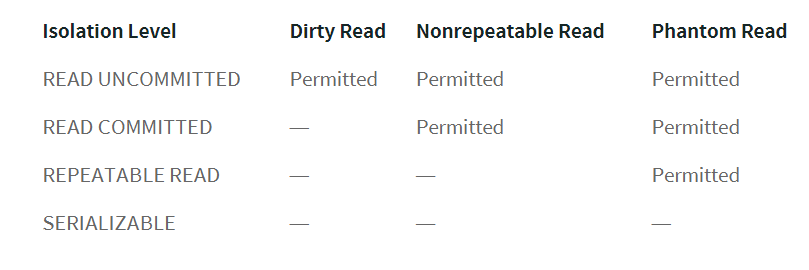 Isolation Level Dirty Read Nonrepeatable Read Phantom Read
READ UNCOMMITTED Permitted Permitted Permitted
READ COMMITTED — Permitted Permitted
REPEATABLE READ — — Permitted
SERIALIZABLE — — —